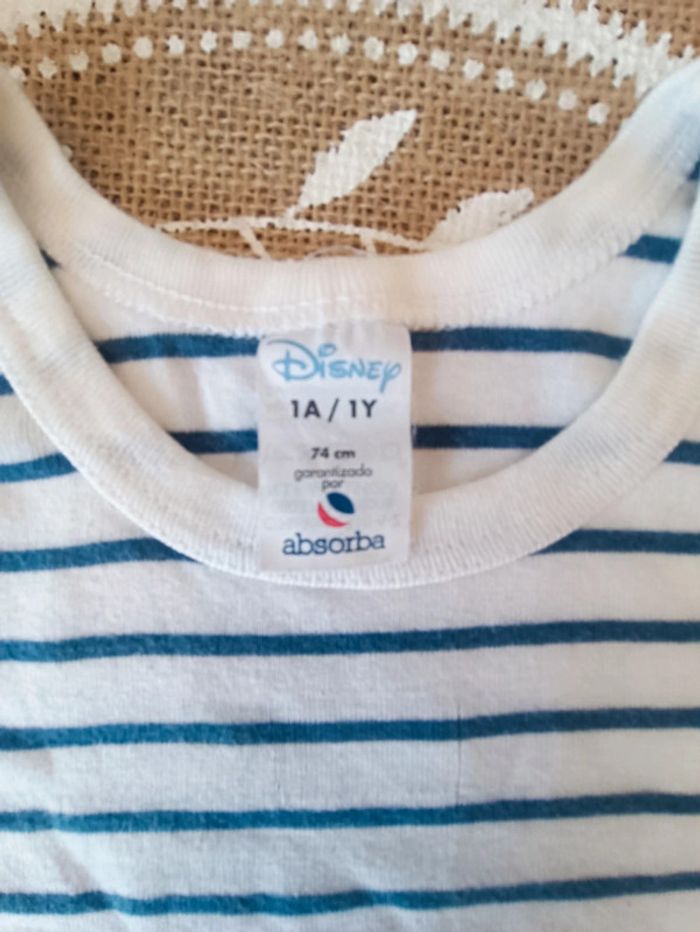 Disney
1A / 1Y
74 cm
garantizado
por
absorba